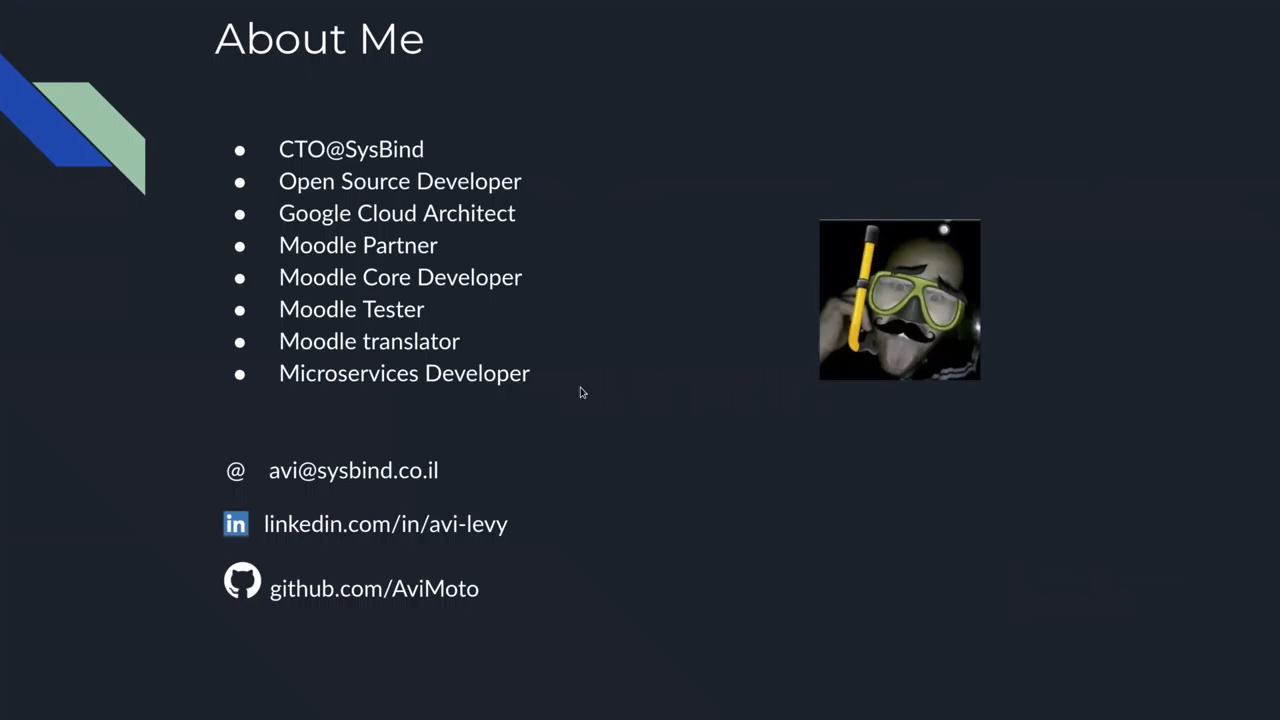 About Me
● CTO@SysBind
● Open Source Developer
● Google Cloud Architect
● Moodle Partner
● Moodle Core Developer
● Moodle Tester
● Moodle translator
● Microservices Developer
@ avi@sysbind.co.il
in linkedin.com/in/avi-levy
github.com/AviMoto